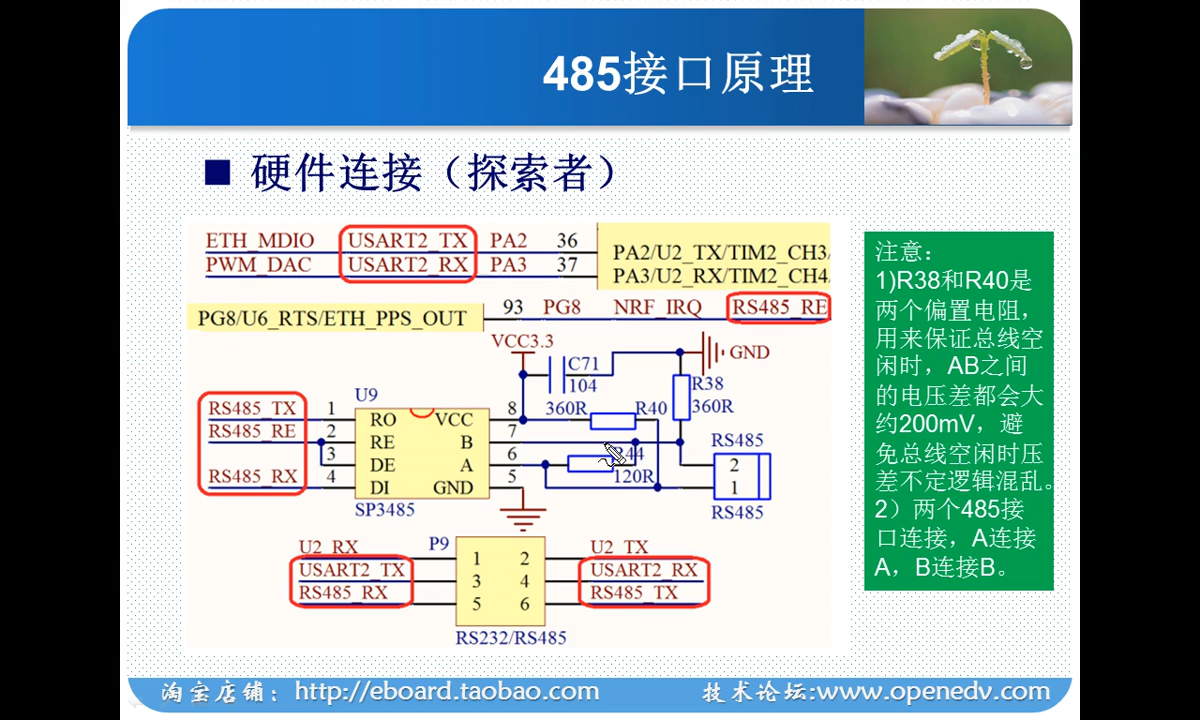 485接口原理
■ 硬件连接（探索者）
ETH_MDIO USART2_TX PA2 36
PWM_DAC USART2_RX PA3 37
PA2/U2_TX/TIM2_CH3/
PA3/U2_RX/TIM2_CH4/
PG8/U6_RTS/ETH_PPS_OUT 93 PG8 NRF_IRQ RS485_RE
VCC3.3
C71
104
GND
R38
360R
360R R40
U9
RS485_TX 1 RO VCC 8
RS485_RE 2 RE B 7
3 DE A 6
RS485_RX 4 DI GND 5
SP3485
R44
120R
RS485
2
1
RS485
U2_RX P9 1 2 U2_TX
USART2_TX 3 4 USART2_RX
RS485_RX 5 6 RS485_TX
RS232/RS485
注意：
1)R38和R40是
两个偏置电阻，
用来保证总线空
闲时，AB之间
的电压差都会大
约200mV，避
免总线空闲时压
差不定逻辑混乱。
2）两个485接
口连接，A连接
A，B连接B。
淘宝店铺：http://eboard.taobao.com
技术论坛:www.openedv.com